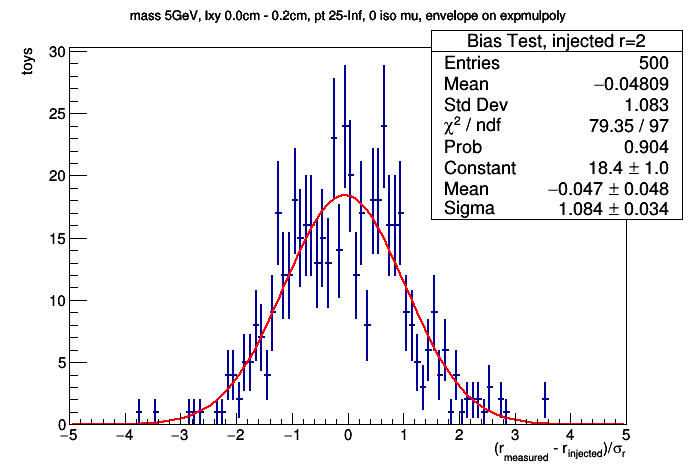 mass 5GeV, lxy 0.0cm - 0.2cm, pt 25-Inf, 0 iso mu, envelope on expmulpoly
Bias Test, injected r=2
Entries 500
Mean −0.04809
Std Dev 1.083
χ² / ndf 79.35 / 97
Prob 0.904
Constant 18.4 ± 1.0
Mean −0.047 ± 0.048
Sigma 1.084 ± 0.034
toys
30
25
20
15
10
5
0
−5 −4 −3 −2 −1 0 1 2 3 4 5
(r_measured - r_injected)/σ_r